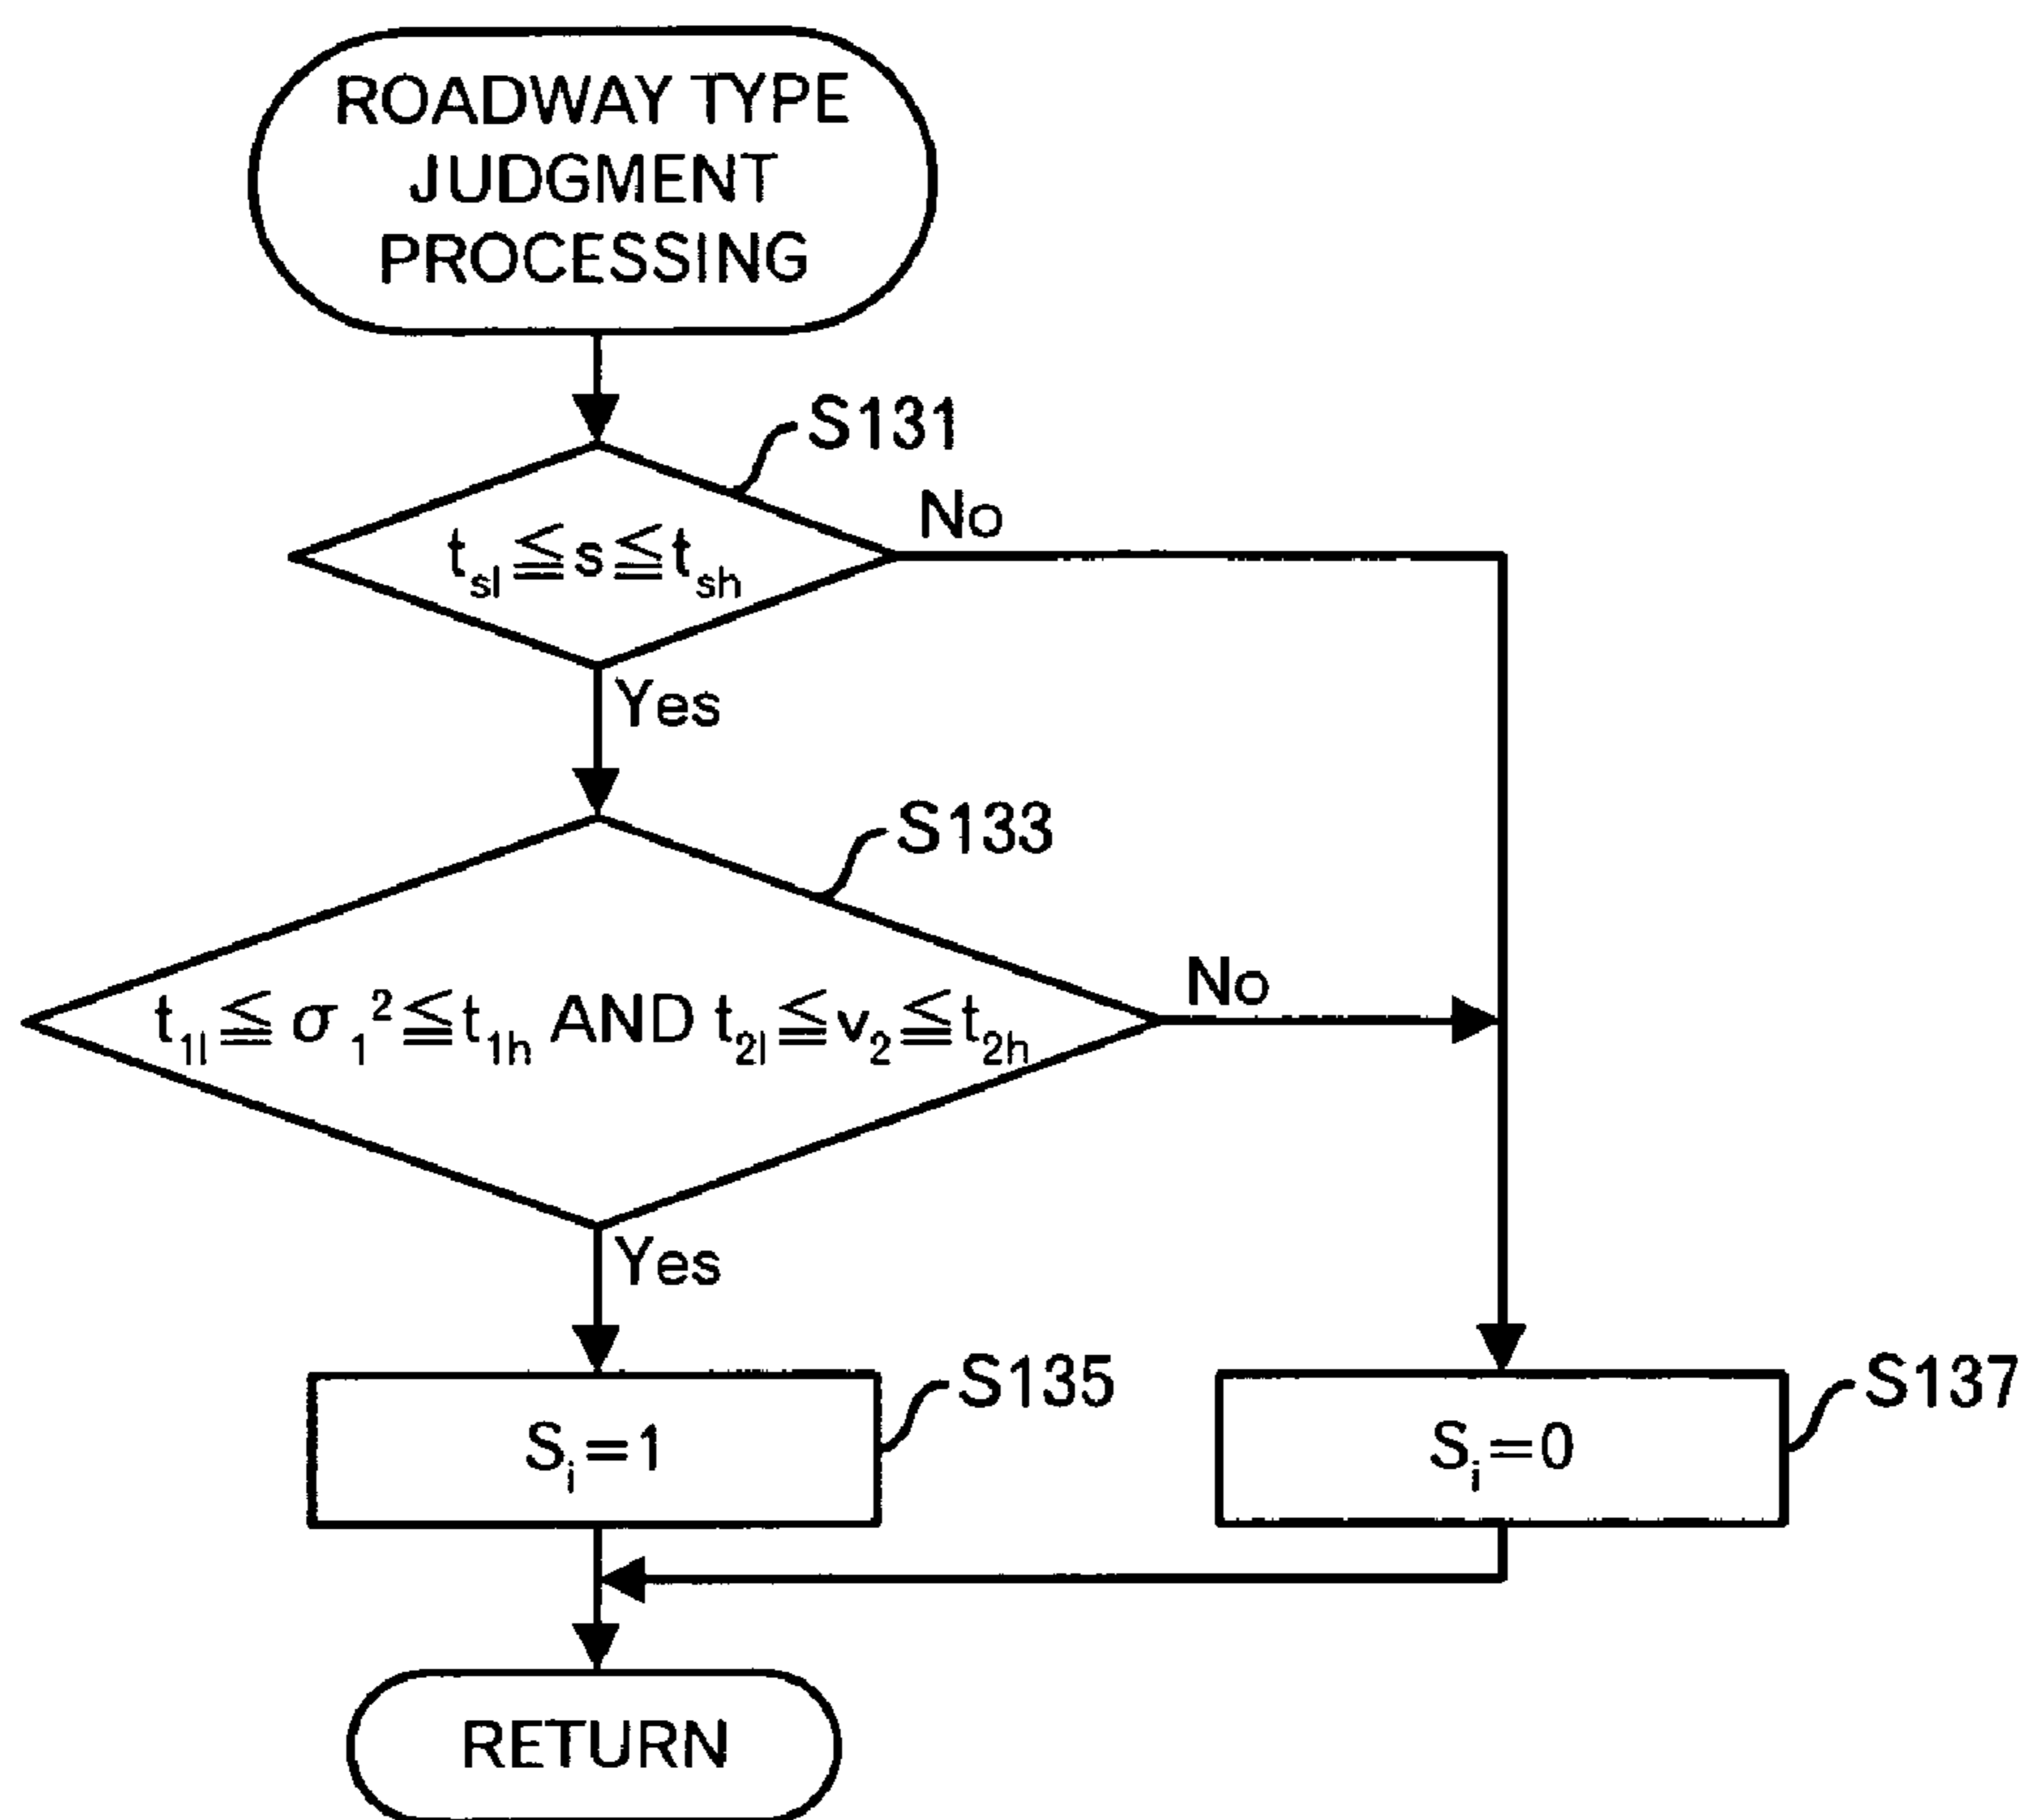 ROADWAY TYPE
JUDGMENT
PROCESSING
S131
t_sl≦s≦t_sh
No
Yes
S133
t_1l≦σ_1^2≦t_1h AND t_2l≦v_2≦t_2h
No
Yes
S_i=1
S135
S_i=0
S137
RETURN